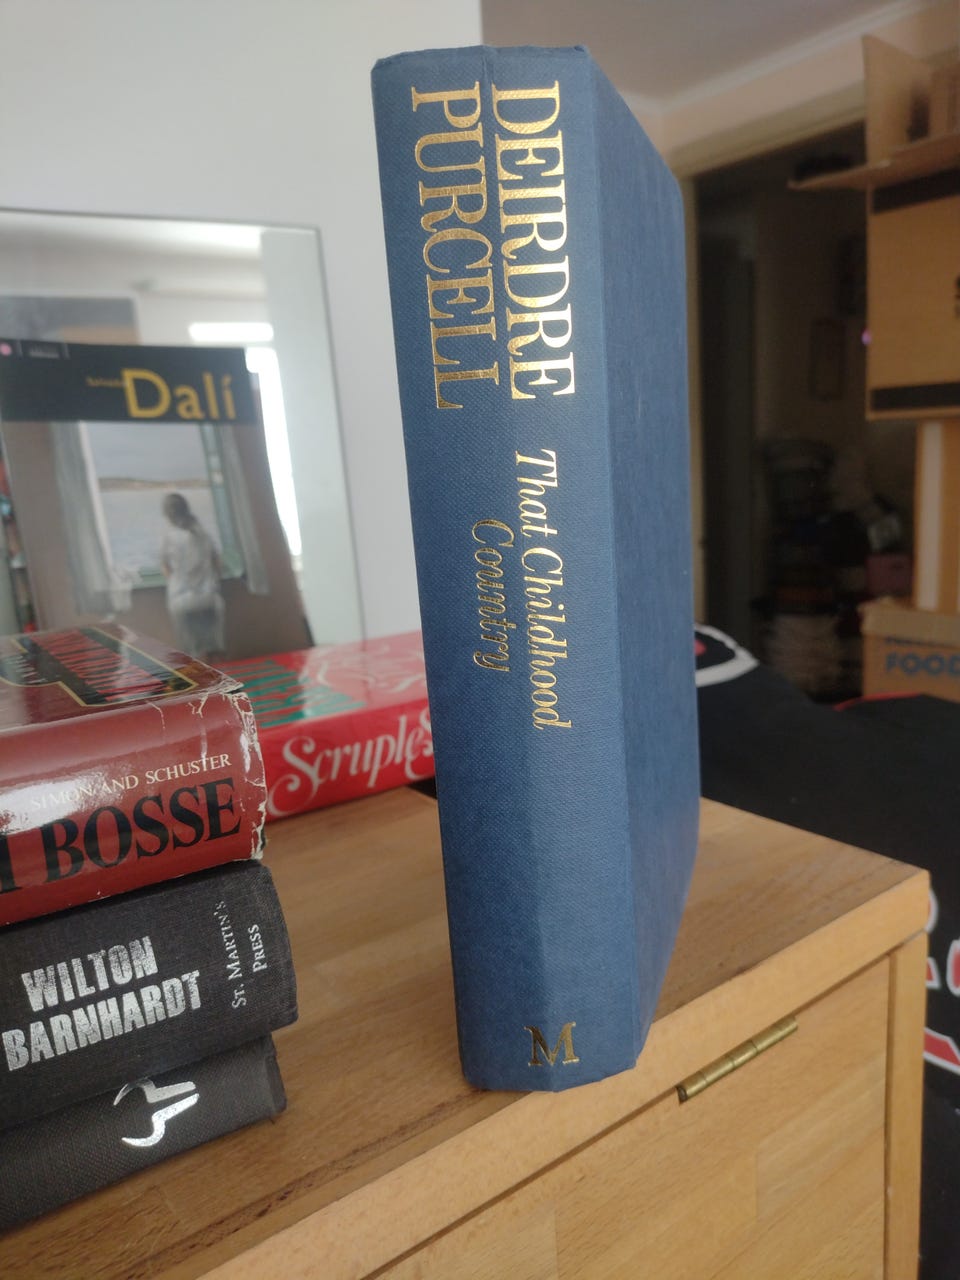 DEIRDRE
PURCELL
That Childhood
Country
M
Dalí
Scruples
SIMON AND SCHUSTER
BOSSE
WILTON
BARNHARDT
ST. MARTIN'S
PRESS
FOOD